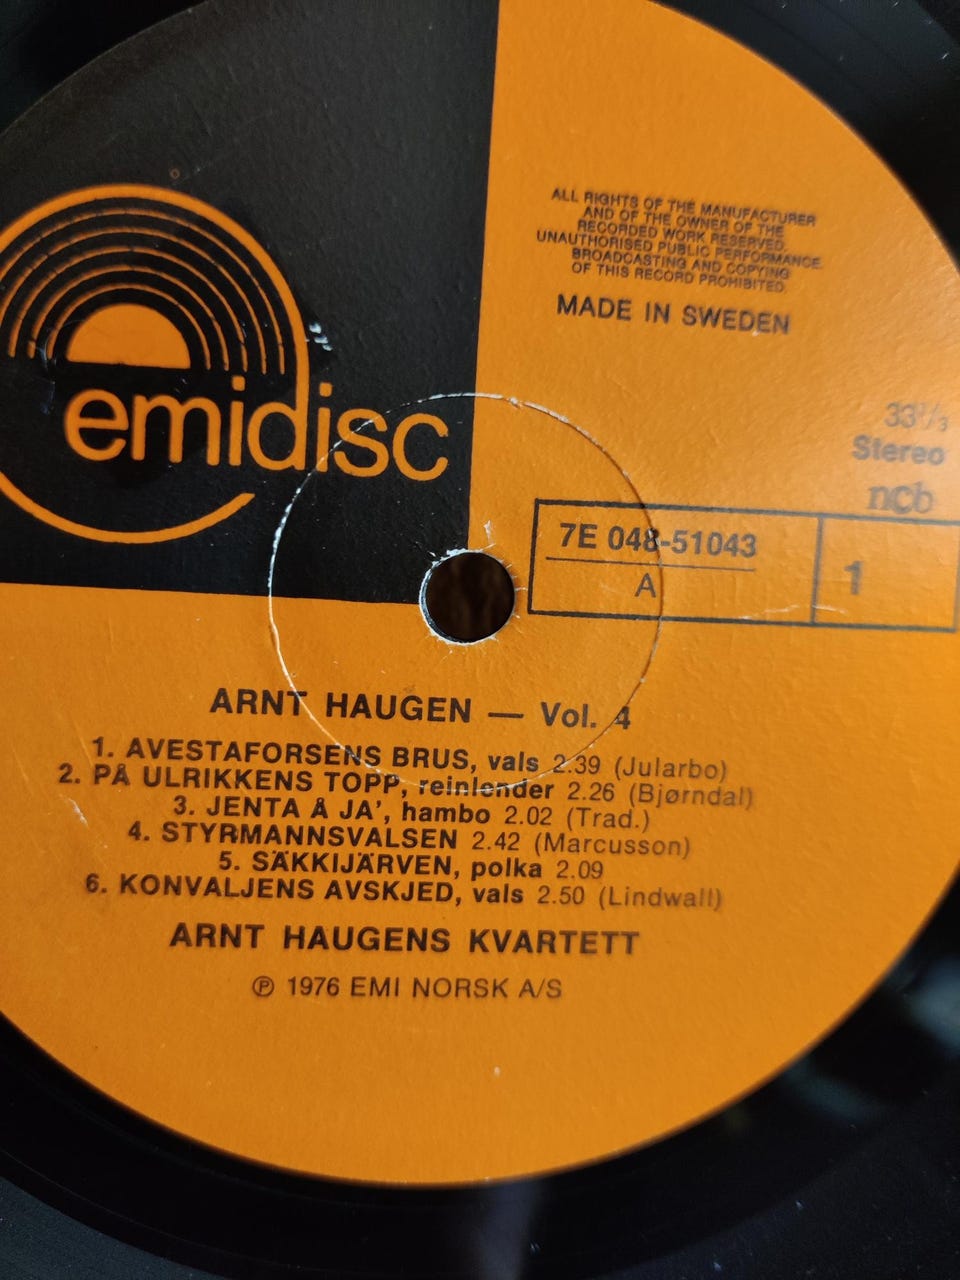 emidisc
ALL RIGHTS OF THE MANUFACTURER
AND OF THE OWNER OF THE
RECORDED WORK RESERVED.
UNAUTHORISED PUBLIC PERFORMANCE.
BROADCASTING AND COPYING
OF THIS RECORD PROHIBITED.
MADE IN SWEDEN
33⅓
Stereo
ncb
7E 048-51043
A
1
ARNT HAUGEN — Vol. 4
1. AVESTAFORSENS BRUS, vals 2.39 (Jularbo)
2. PÅ ULRIKKENS TOPP, reinlender 2.26 (Bjørndal)
3. JENTA Å JA', hambo 2.02 (Trad.)
4. STYRMANNSVALSEN 2.42 (Marcusson)
5. SÄKKIJÄRVEN, polka 2.09
6. KONVALJENS AVSKJED, vals 2.50 (Lindwall)
ARNT HAUGENS KVARTETT
℗ 1976 EMI NORSK A/S